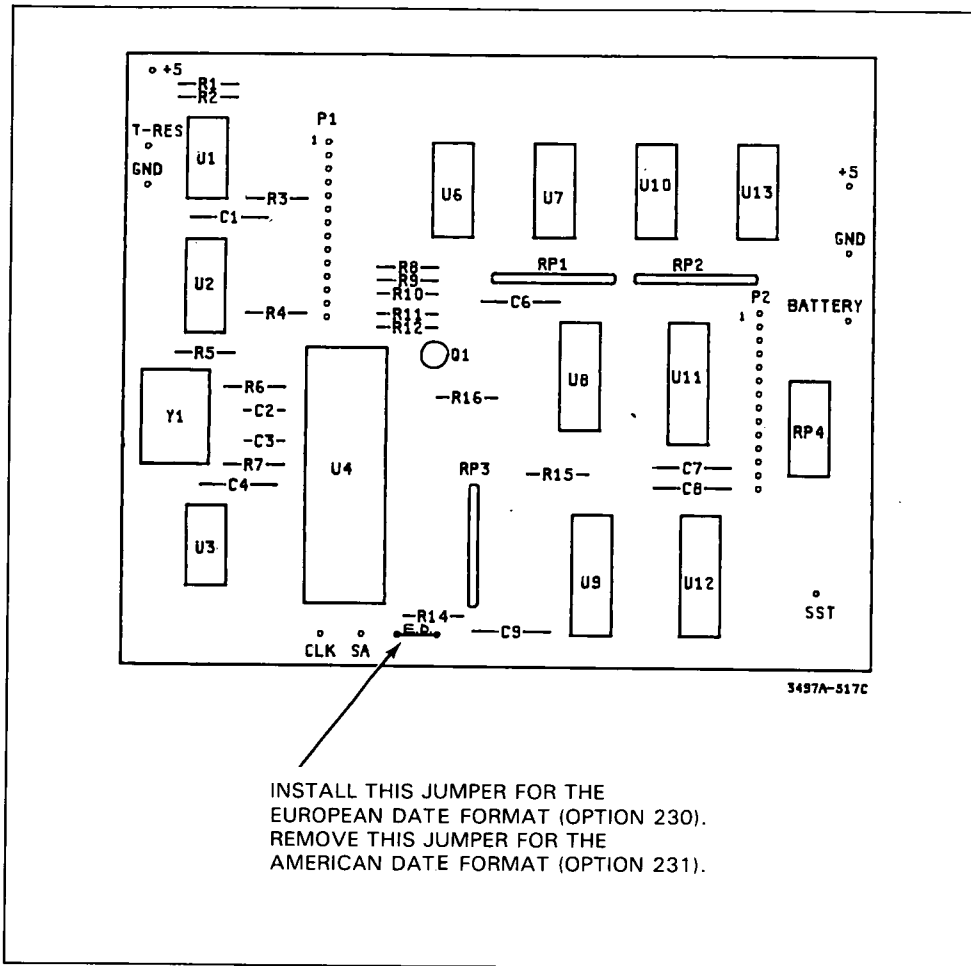 +5
R1
R2
P1
T-RES
1
U1
GND
U6
U7
U10
U13
+5
R3
C1
GND
U2
R8
R9
R10
RP1
RP2
P2
C6
BATTERY
R4
R11
R12
1
R5
Q1
U8
U11
R6
R16
Y1
C2
RP4
C3
R7
U4
RP3
R15
C7
C4
C8
U3
U9
U12
SST
R14
E.D.
C9
CLK SA
3497A-517C
INSTALL THIS JUMPER FOR THE
EUROPEAN DATE FORMAT (OPTION 230).
REMOVE THIS JUMPER FOR THE
AMERICAN DATE FORMAT (OPTION 231).